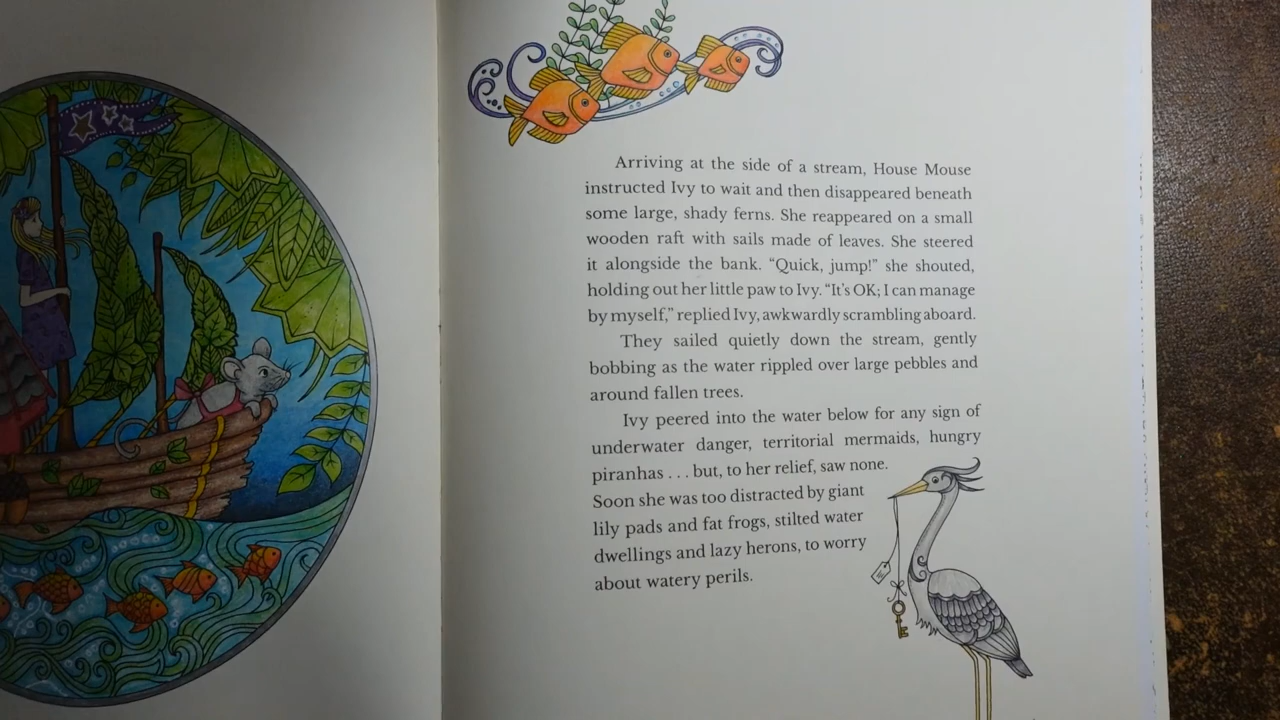 Arriving at the side of a stream, House Mouse
instructed Ivy to wait and then disappeared beneath
some large, shady ferns. She reappeared on a small
wooden raft with sails made of leaves. She steered
it alongside the bank. “Quick, jump!” she shouted,
holding out her little paw to Ivy. “It's OK; I can manage
by myself,” replied Ivy, awkwardly scrambling aboard.
They sailed quietly down the stream, gently
bobbing as the water rippled over large pebbles and
around fallen trees.
Ivy peered into the water below for any sign of
underwater danger, territorial mermaids, hungry
piranhas . . . but, to her relief, saw none.
Soon she was too distracted by giant
lily pads and fat frogs, stilted water
dwellings and lazy herons, to worry
about watery perils.